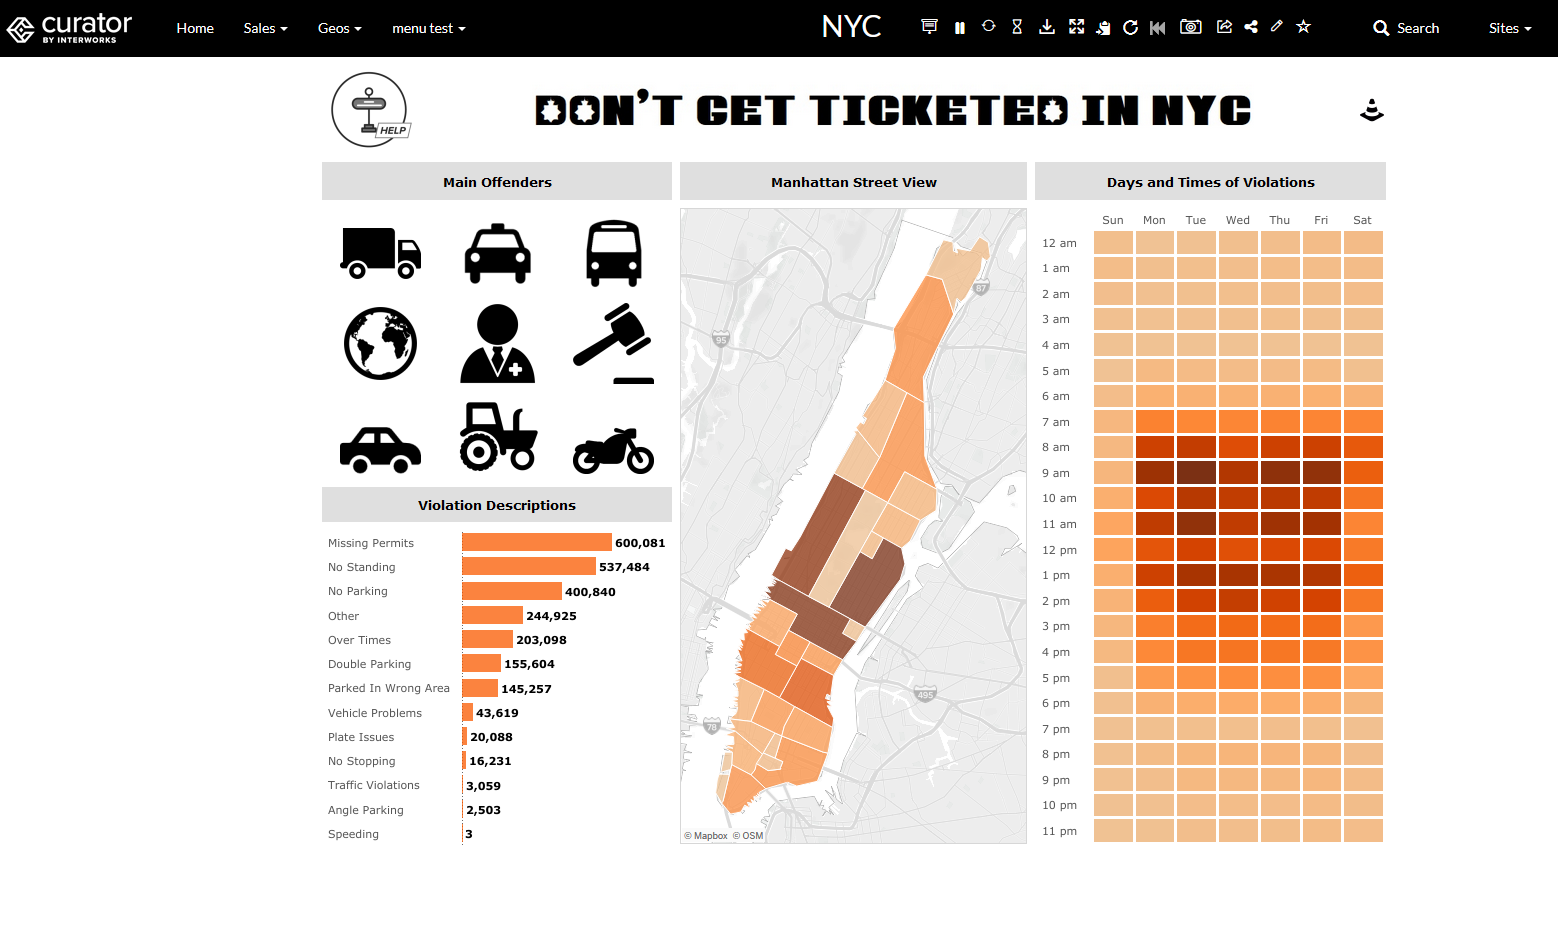 curator
BY INTERWORKS
Home Sales Geos menu test NYC Search Sites
HELP
DON'T GET TICKETED IN NYC
Main Offenders
Violation Descriptions
Missing Permits 600,081
No Standing 537,484
No Parking 400,840
Other 244,925
Over Times 203,098
Double Parking 155,604
Parked In Wrong Area 145,257
Vehicle Problems 43,619
Plate Issues 20,088
No Stopping 16,231
Traffic Violations 3,059
Angle Parking 2,503
Speeding 3
Manhattan Street View
87
95
495
78
© Mapbox © OSM
Days and Times of Violations
Sun Mon Tue Wed Thu Fri Sat
12 am
1 am
2 am
3 am
4 am
5 am
6 am
7 am
8 am
9 am
10 am
11 am
12 pm
1 pm
2 pm
3 pm
4 pm
5 pm
6 pm
7 pm
8 pm
9 pm
10 pm
11 pm